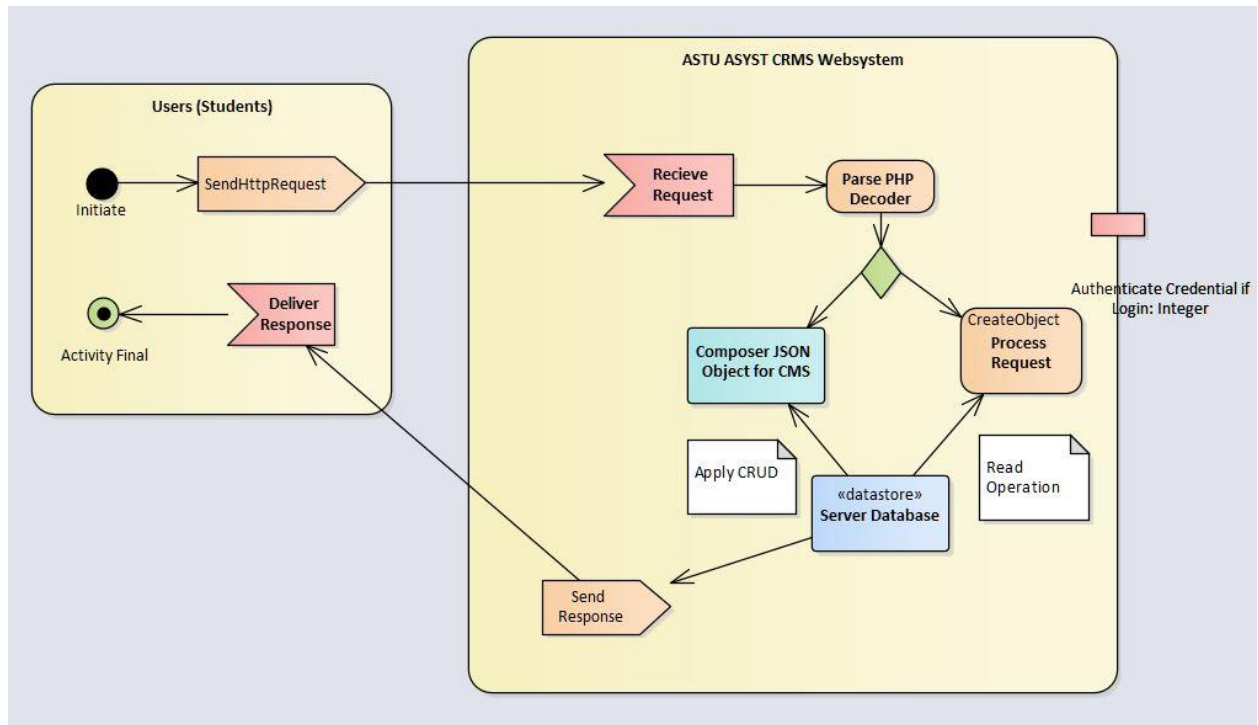 ASTU ASYST CRMS Websystem
Users (Students)
SendHttpRequest
Initiate
Recieve
Request
Parse PHP
Decoder
Authenticate Credential if
Login: Integer
Deliver
Response
Activity Final
Composer JSON
Object for CMS
CreateObject
Process
Request
Apply CRUD
Read
Operation
«datastore»
Server Database
Send
Response